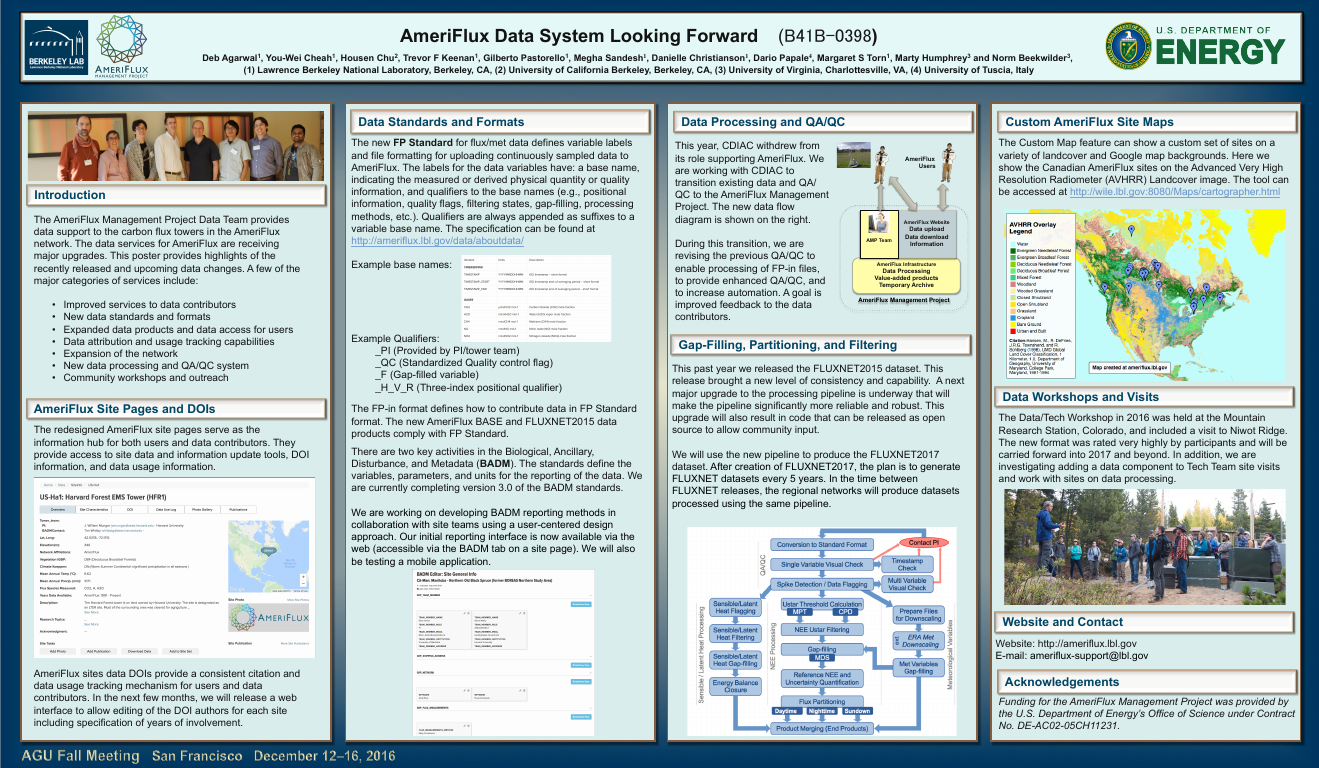 BERKELEY LAB
AMERIFLUX
MANAGEMENT PROJECT
AmeriFlux Data System Looking Forward (B41B-0398)
Deb Agarwal¹, You-Wei Cheah¹, Housen Chu², Trevor F Keenan¹, Gilberto Pastorello¹, Megha Sandesh¹, Danielle Christianson¹, Dario Papale⁴, Margaret S Torn¹, Marty Humphrey³ and Norm Beekwilder³,
(1) Lawrence Berkeley National Laboratory, Berkeley, CA, (2) University of California Berkeley, Berkeley, CA, (3) University of Virginia, Charlottesville, VA, (4) University of Tuscia, Italy
U.S. DEPARTMENT OF
ENERGY
Introduction
The AmeriFlux Management Project Data Team provides
data support to the carbon flux towers in the AmeriFlux
network. The data services for AmeriFlux are receiving
major upgrades. This poster provides highlights of the
recently released and upcoming data changes. A few of the
major categories of services include:
• Improved services to data contributors
• New data standards and formats
• Expanded data products and data access for users
• Data attribution and usage tracking capabilities
• Expansion of the network
• New data processing and QA/QC system
• Community workshops and outreach
AmeriFlux Site Pages and DOIs
The redesigned AmeriFlux site pages serve as the
information hub for both users and data contributors. They
provide access to site data and information update tools, DOI
information, and data usage information.
US-Ha1: Harvard Forest EMS Tower (HFR1)
AMERIFLUX
AmeriFlux sites data DOIs provide a consistent citation and
data usage tracking mechanism for users and data
contributors. In the next few months, we will release a web
interface to allow editing of the DOI authors for each site
including specification of years of involvement.
Data Standards and Formats
The new FP Standard for flux/met data defines variable labels
and file formatting for uploading continuously sampled data to
AmeriFlux. The labels for the data variables have: a base name,
indicating the measured or derived physical quantity or quality
information, and qualifiers to the base names (e.g., positional
information, quality flags, filtering states, gap-filling, processing
methods, etc.). Qualifiers are always appended as suffixes to a
variable base name. The specification can be found at
http://ameriflux.lbl.gov/data/aboutdata/
Example base names:
Example Qualifiers:
_PI (Provided by PI/tower team)
_QC (Standardized Quality control flag)
_F (Gap-filled variable)
_H_V_R (Three-index positional qualifier)
The FP-in format defines how to contribute data in FP Standard
format. The new AmeriFlux BASE and FLUXNET2015 data
products comply with FP Standard.
There are two key activities in the Biological, Ancillary,
Disturbance, and Metadata (BADM). The standards define the
variables, parameters, and units for the reporting of the data. We
are currently completing version 3.0 of the BADM standards.
We are working on developing BADM reporting methods in
collaboration with site teams using a user-centered design
approach. Our initial reporting interface is now available via the
web (accessible via the BADM tab on a site page). We will also
be testing a mobile application.
BADM Editor: Site General Info
Data Processing and QA/QC
This year, CDIAC withdrew from
its role supporting AmeriFlux. We
are working with CDIAC to
transition existing data and QA/
QC to the AmeriFlux Management
Project. The new data flow
diagram is shown on the right.
During this transition, we are
revising the previous QA/QC to
enable processing of FP-in files,
to provide enhanced QA/QC, and
to increase automation. A goal is
improved feedback to the data
contributors.
AmeriFlux
Users
AMP Team
AmeriFlux Website
Data upload
Data download
Information
AmeriFlux Infrastructure
Data Processing
Value-added products
Temporary Archive
AmeriFlux Management Project
Gap-Filling, Partitioning, and Filtering
This past year we released the FLUXNET2015 dataset. This
release brought a new level of consistency and capability. A next
major upgrade to the processing pipeline is underway that will
make the pipeline significantly more reliable and robust. This
upgrade will also result in code that can be released as open
source to allow community input.
We will use the new pipeline to produce the FLUXNET2017
dataset. After creation of FLUXNET2017, the plan is to generate
FLUXNET datasets every 5 years. In the time between
FLUXNET releases, the regional networks will produce datasets
processed using the same pipeline.
QA/QC
Conversion to Standard Format
Contact PI
Single Variable Visual Check
Timestamp
Check
Spike Detection / Data Flagging
Multi Variable
Visual Check
Sensible / Latent Heat Processing
Sensible/Latent
Heat Flagging
Sensible/Latent
Heat Filtering
Sensible/Latent
Heat Gap-filling
Energy Balance
Closure
NEE Processing
Ustar Threshold Calculation
MPT CPD
NEE Ustar Filtering
Gap-filling
MDS
Reference NEE and
Uncertainty Quantification
Flux Partitioning
Daytime Nighttime Sundown
Product Merging (End Products)
Prepare Files
for Downscaling
ERA Met
Downscaling
Met Variables
Gap-filling
Meteorological Variables
Custom AmeriFlux Site Maps
The Custom Map feature can show a custom set of sites on a
variety of landcover and Google map backgrounds. Here we
show the Canadian AmeriFlux sites on the Advanced Very High
Resolution Radiometer (AVHRR) Landcover image. The tool can
be accessed at http://wile.lbl.gov:8080/Maps/cartographer.html
AVHRR Overlay
Legend
Water
Evergreen Needleleaf Forest
Evergreen Broadleaf Forest
Deciduous Needleleaf Forest
Deciduous Broadleaf Forest
Mixed Forest
Woodland
Wooded Grassland
Closed Shrubland
Open Shrubland
Grassland
Cropland
Bare Ground
Urban and Built
Map created at ameriflux.lbl.gov
Data Workshops and Visits
The Data/Tech Workshop in 2016 was held at the Mountain
Research Station, Colorado, and included a visit to Niwot Ridge.
The new format was rated very highly by participants and will be
carried forward into 2017 and beyond. In addition, we are
investigating adding a data component to Tech Team site visits
and work with sites on data processing.
Website and Contact
Website: http://ameriflux.lbl.gov
E-mail: ameriflux-support@lbl.gov
Acknowledgements
Funding for the AmeriFlux Management Project was provided by
the U.S. Department of Energy's Office of Science under Contract
No. DE-AC02-05CH11231.
AGU Fall Meeting San Francisco December 12–16, 2016